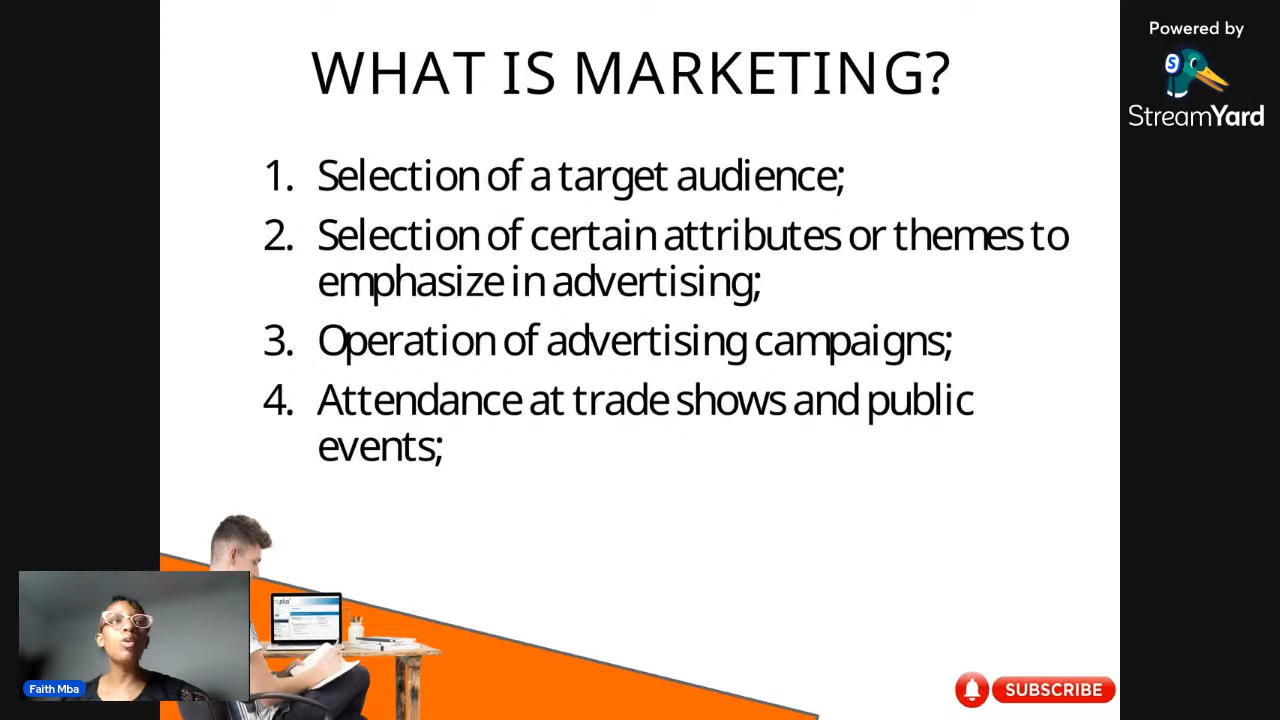 Powered by
StreamYard
WHAT IS MARKETING?
1. Selection of a target audience;
2. Selection of certain attributes or themes to
emphasize in advertising;
3. Operation of advertising campaigns;
4. Attendance at trade shows and public
events;
Faith Mba
SUBSCRIBE